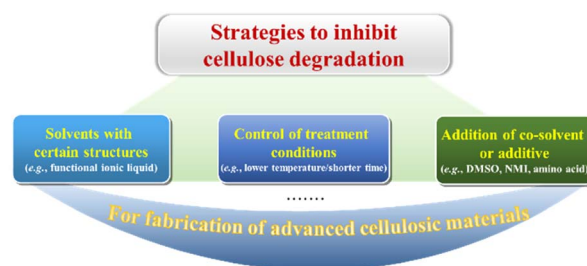 Strategies to inhibit
cellulose degradation
Solvents with
certain structures
(e.g., functional ionic liquid)
Control of treatment
conditions
(e.g., lower temperature/shorter time)
Addition of co-solvent
or additive
(e.g., DMSO, NMI, amino acid)
.......
For fabrication of advanced cellulosic materials